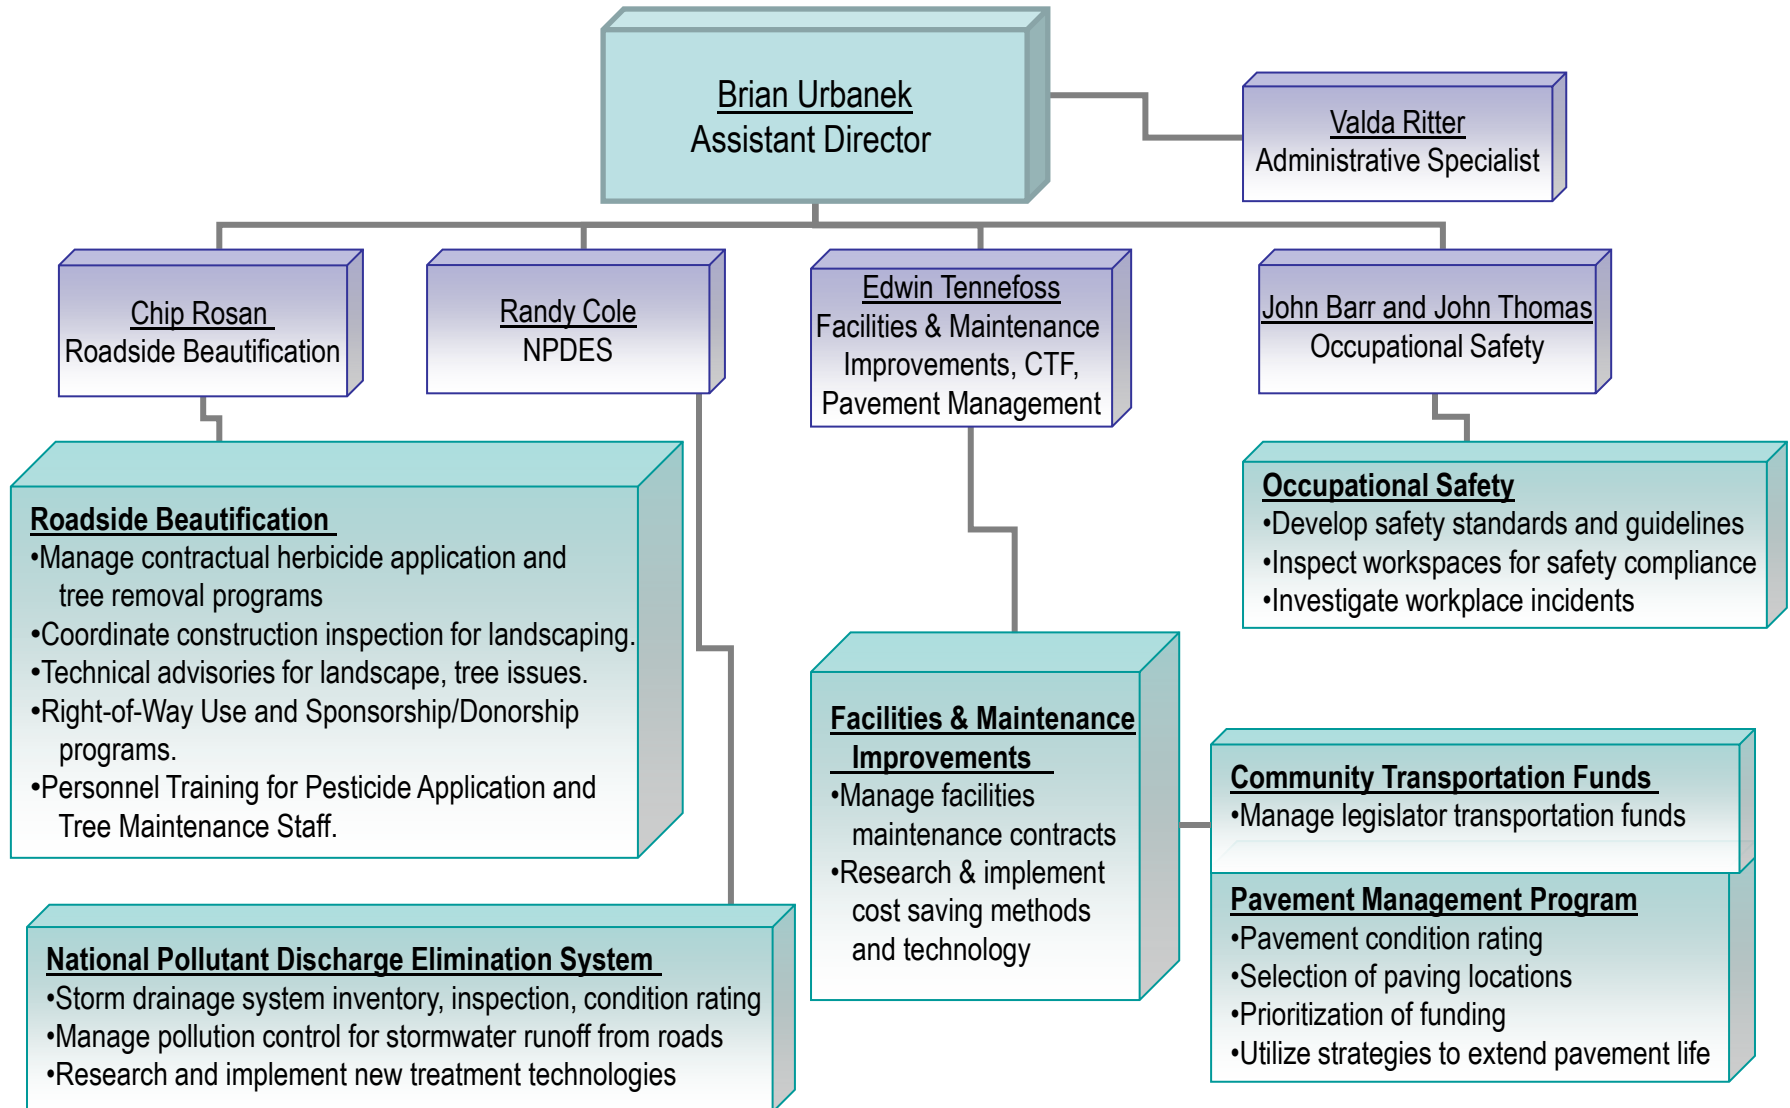 Brian Urbanek
Assistant Director
Valda Ritter
Administrative Specialist
Chip Rosan
Roadside Beautification
Randy Cole
NPDES
Edwin Tennefoss
Facilities & Maintenance
Improvements, CTF,
Pavement Management
John Barr and John Thomas
Occupational Safety
Roadside Beautification
•Manage contractual herbicide application and
tree removal programs
•Coordinate construction inspection for landscaping.
•Technical advisories for landscape, tree issues.
•Right-of-Way Use and Sponsorship/Donorship
programs.
•Personnel Training for Pesticide Application and
Tree Maintenance Staff.
National Pollutant Discharge Elimination System
•Storm drainage system inventory, inspection, condition rating
•Manage pollution control for stormwater runoff from roads
•Research and implement new treatment technologies
Facilities & Maintenance
Improvements
•Manage facilities
maintenance contracts
•Research & implement
cost saving methods
and technology
Occupational Safety
•Develop safety standards and guidelines
•Inspect workspaces for safety compliance
•Investigate workplace incidents
Community Transportation Funds
•Manage legislator transportation funds
Pavement Management Program
•Pavement condition rating
•Selection of paving locations
•Prioritization of funding
•Utilize strategies to extend pavement life